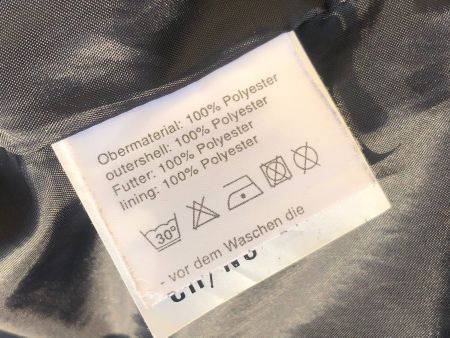 Obermaterial: 100% Polyester
outershell: 100% Polyester
Futter: 100% Polyester
lining: 100% Polyester
30°
- vor dem Waschen die